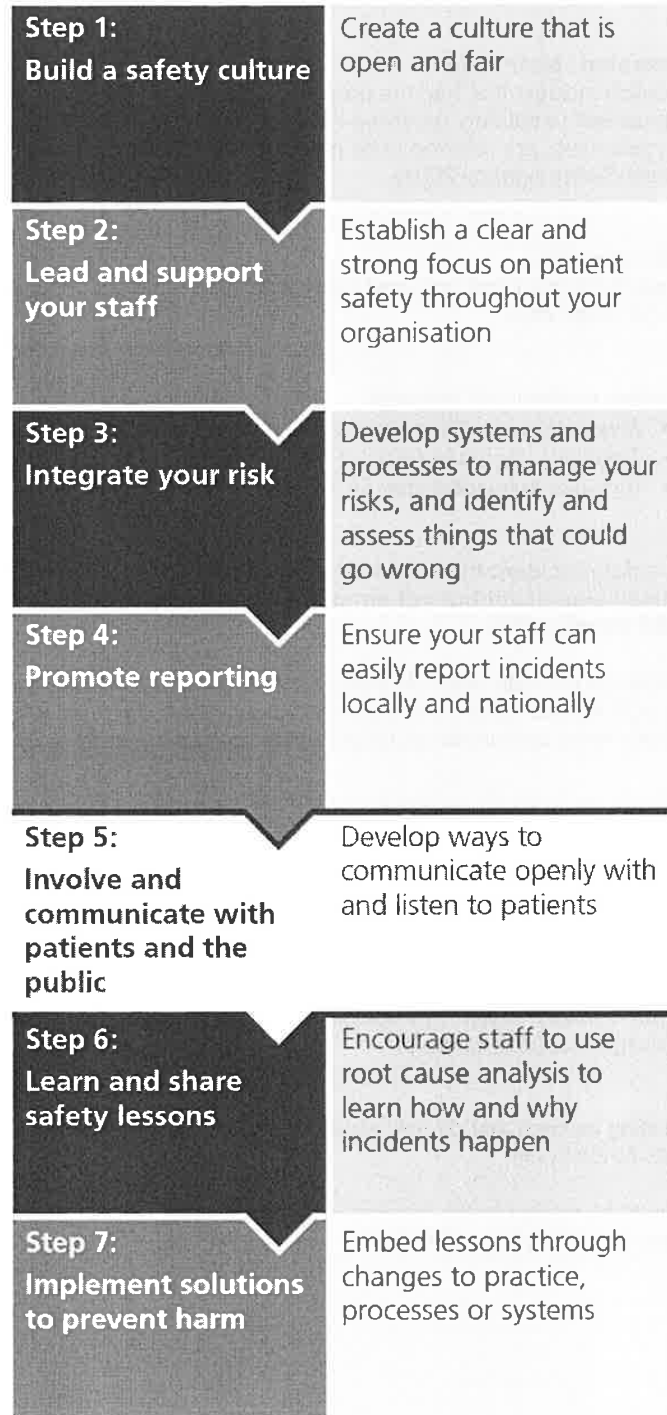 Step 1:
Build a safety culture
Create a culture that is
open and fair
Step 2:
Lead and support
your staff
Establish a clear and
strong focus on patient
safety throughout your
organisation
Step 3:
Integrate your risk
Develop systems and
processes to manage your
risks, and identify and
assess things that could
go wrong
Step 4:
Promote reporting
Ensure your staff can
easily report incidents
locally and nationally
Step 5:
Involve and
communicate with
patients and the
public
Develop ways to
communicate openly with
and listen to patients
Step 6:
Learn and share
safety lessons
Encourage staff to use
root cause analysis to
learn how and why
incidents happen
Step 7:
Implement solutions
to prevent harm
Embed lessons through
changes to practice,
processes or systems